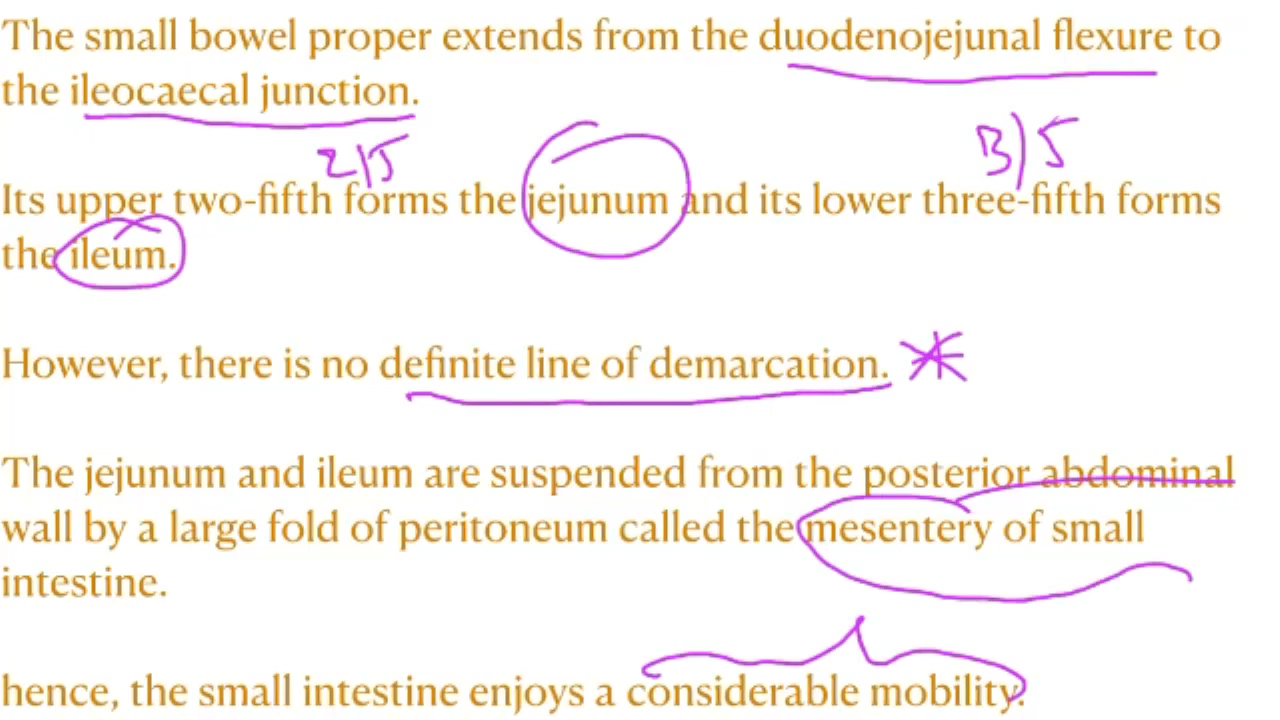 The small bowel proper extends from the duodenojejunal flexure to
the ileocaecal junction.
2/5 3/5
Its upper two-fifth forms the jejunum and its lower three-fifth forms
the ileum.
However, there is no definite line of demarcation. *
The jejunum and ileum are suspended from the posterior abdominal
wall by a large fold of peritoneum called the mesentery of small
intestine.
hence, the small intestine enjoys a considerable mobility.